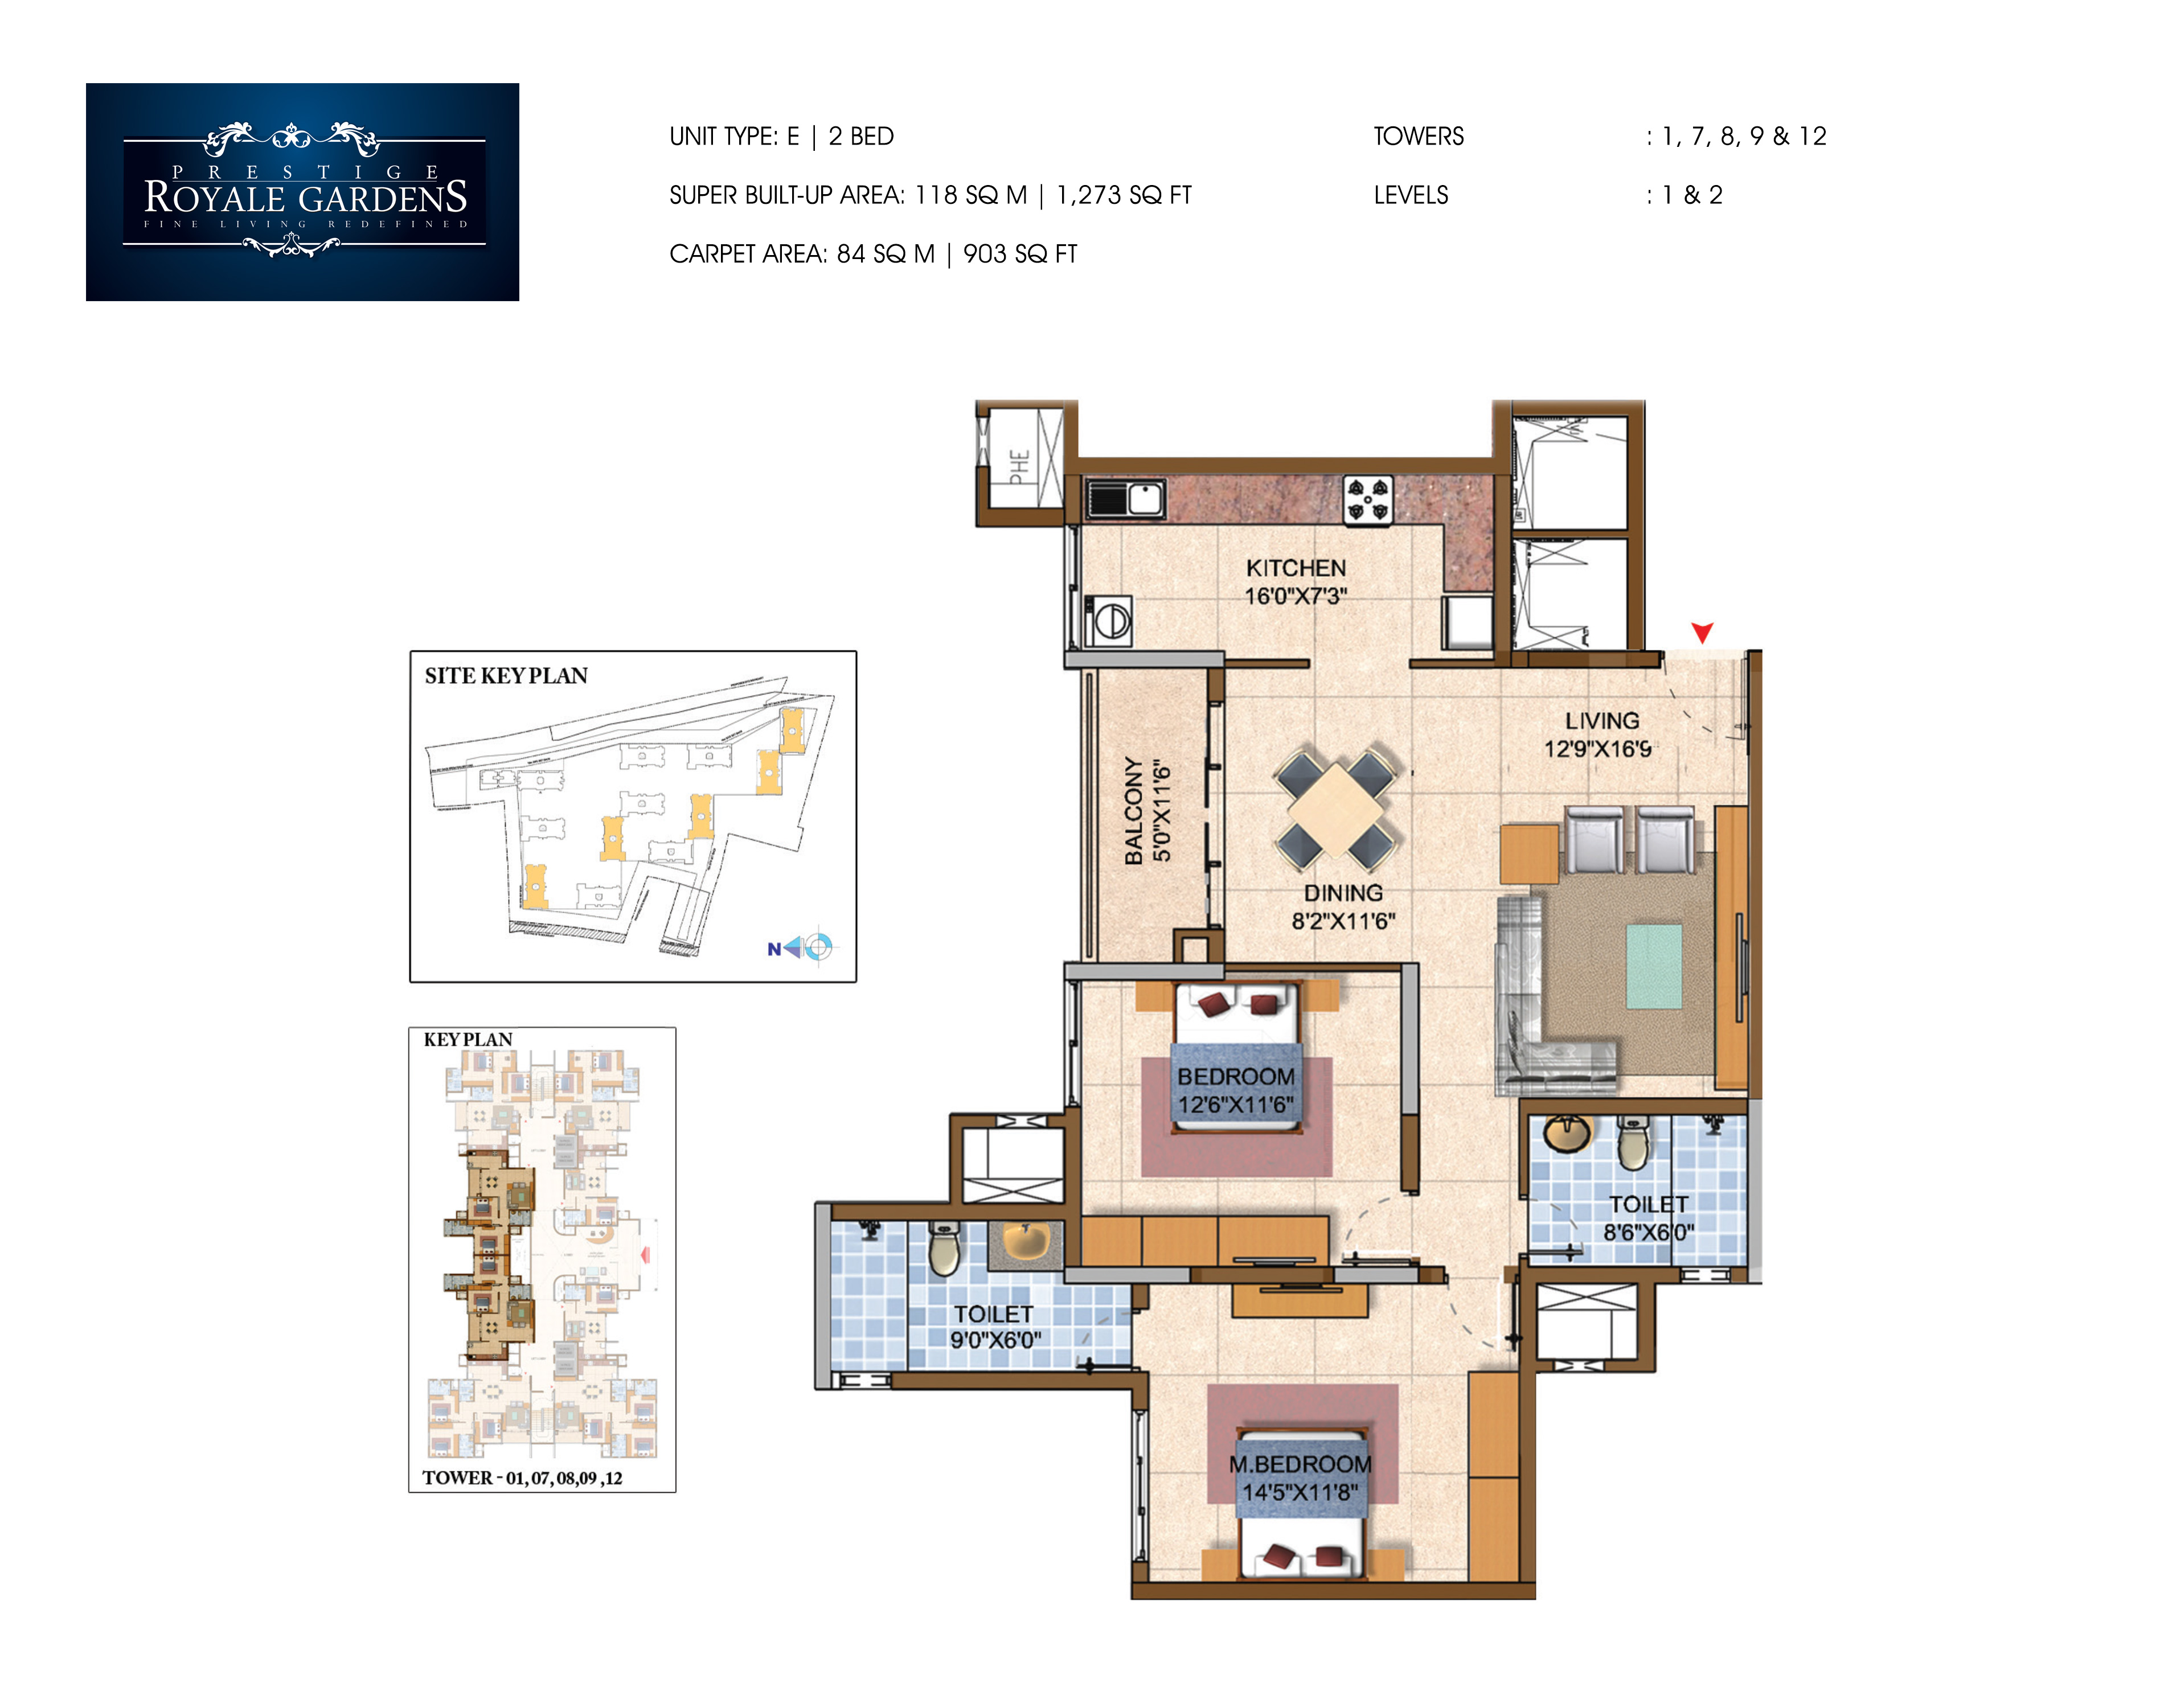 PRESTIGE
ROYALE GARDENS
FINE LIVING REDEFINED
UNIT TYPE: E | 2 BED
SUPER BUILT-UP AREA: 118 SQ M | 1,273 SQ FT
CARPET AREA: 84 SQ M | 903 SQ FT
TOWERS : 1, 7, 8, 9 & 12
LEVELS : 1 & 2
PHE
KITCHEN
16'0"X7'3"
LIVING
12'9"X16'9
BALCONY
5'0"X11'6"
DINING
8'2"X11'6"
BEDROOM
12'6"X11'6"
TOILET
8'6"X6'0"
TOILET
9'0"X6'0"
M.BEDROOM
14'5"X11'8"
SITE KEY PLAN
N
KEY PLAN
TOWER - 01, 07, 08,09 ,12